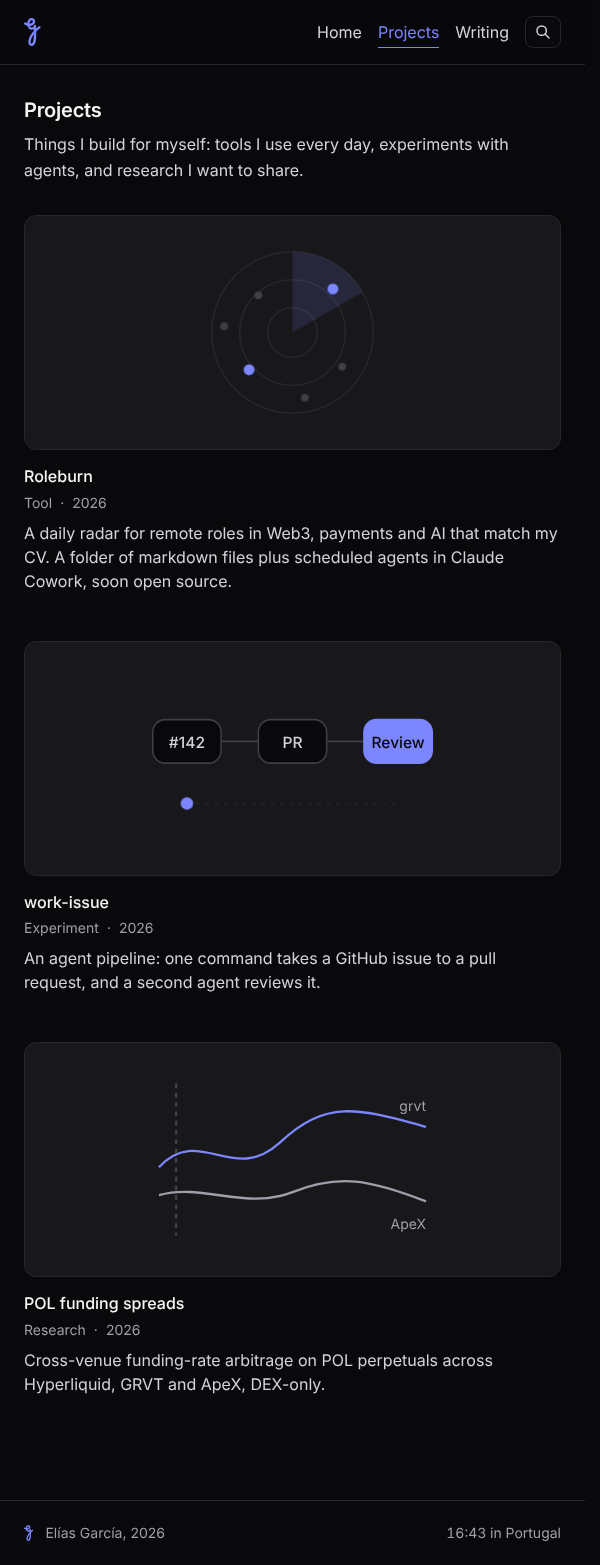 Home Projects Writing
Projects
Things I build for myself: tools I use every day, experiments with
agents, and research I want to share.
Roleburn
Tool · 2026
A daily radar for remote roles in Web3, payments and AI that match my
CV. A folder of markdown files plus scheduled agents in Claude
Cowork, soon open source.
#142 PR Review
work-issue
Experiment · 2026
An agent pipeline: one command takes a GitHub issue to a pull
request, and a second agent reviews it.
grvt
ApeX
POL funding spreads
Research · 2026
Cross-venue funding-rate arbitrage on POL perpetuals across
Hyperliquid, GRVT and ApeX, DEX-only.
Elías García, 2026 16:43 in Portugal